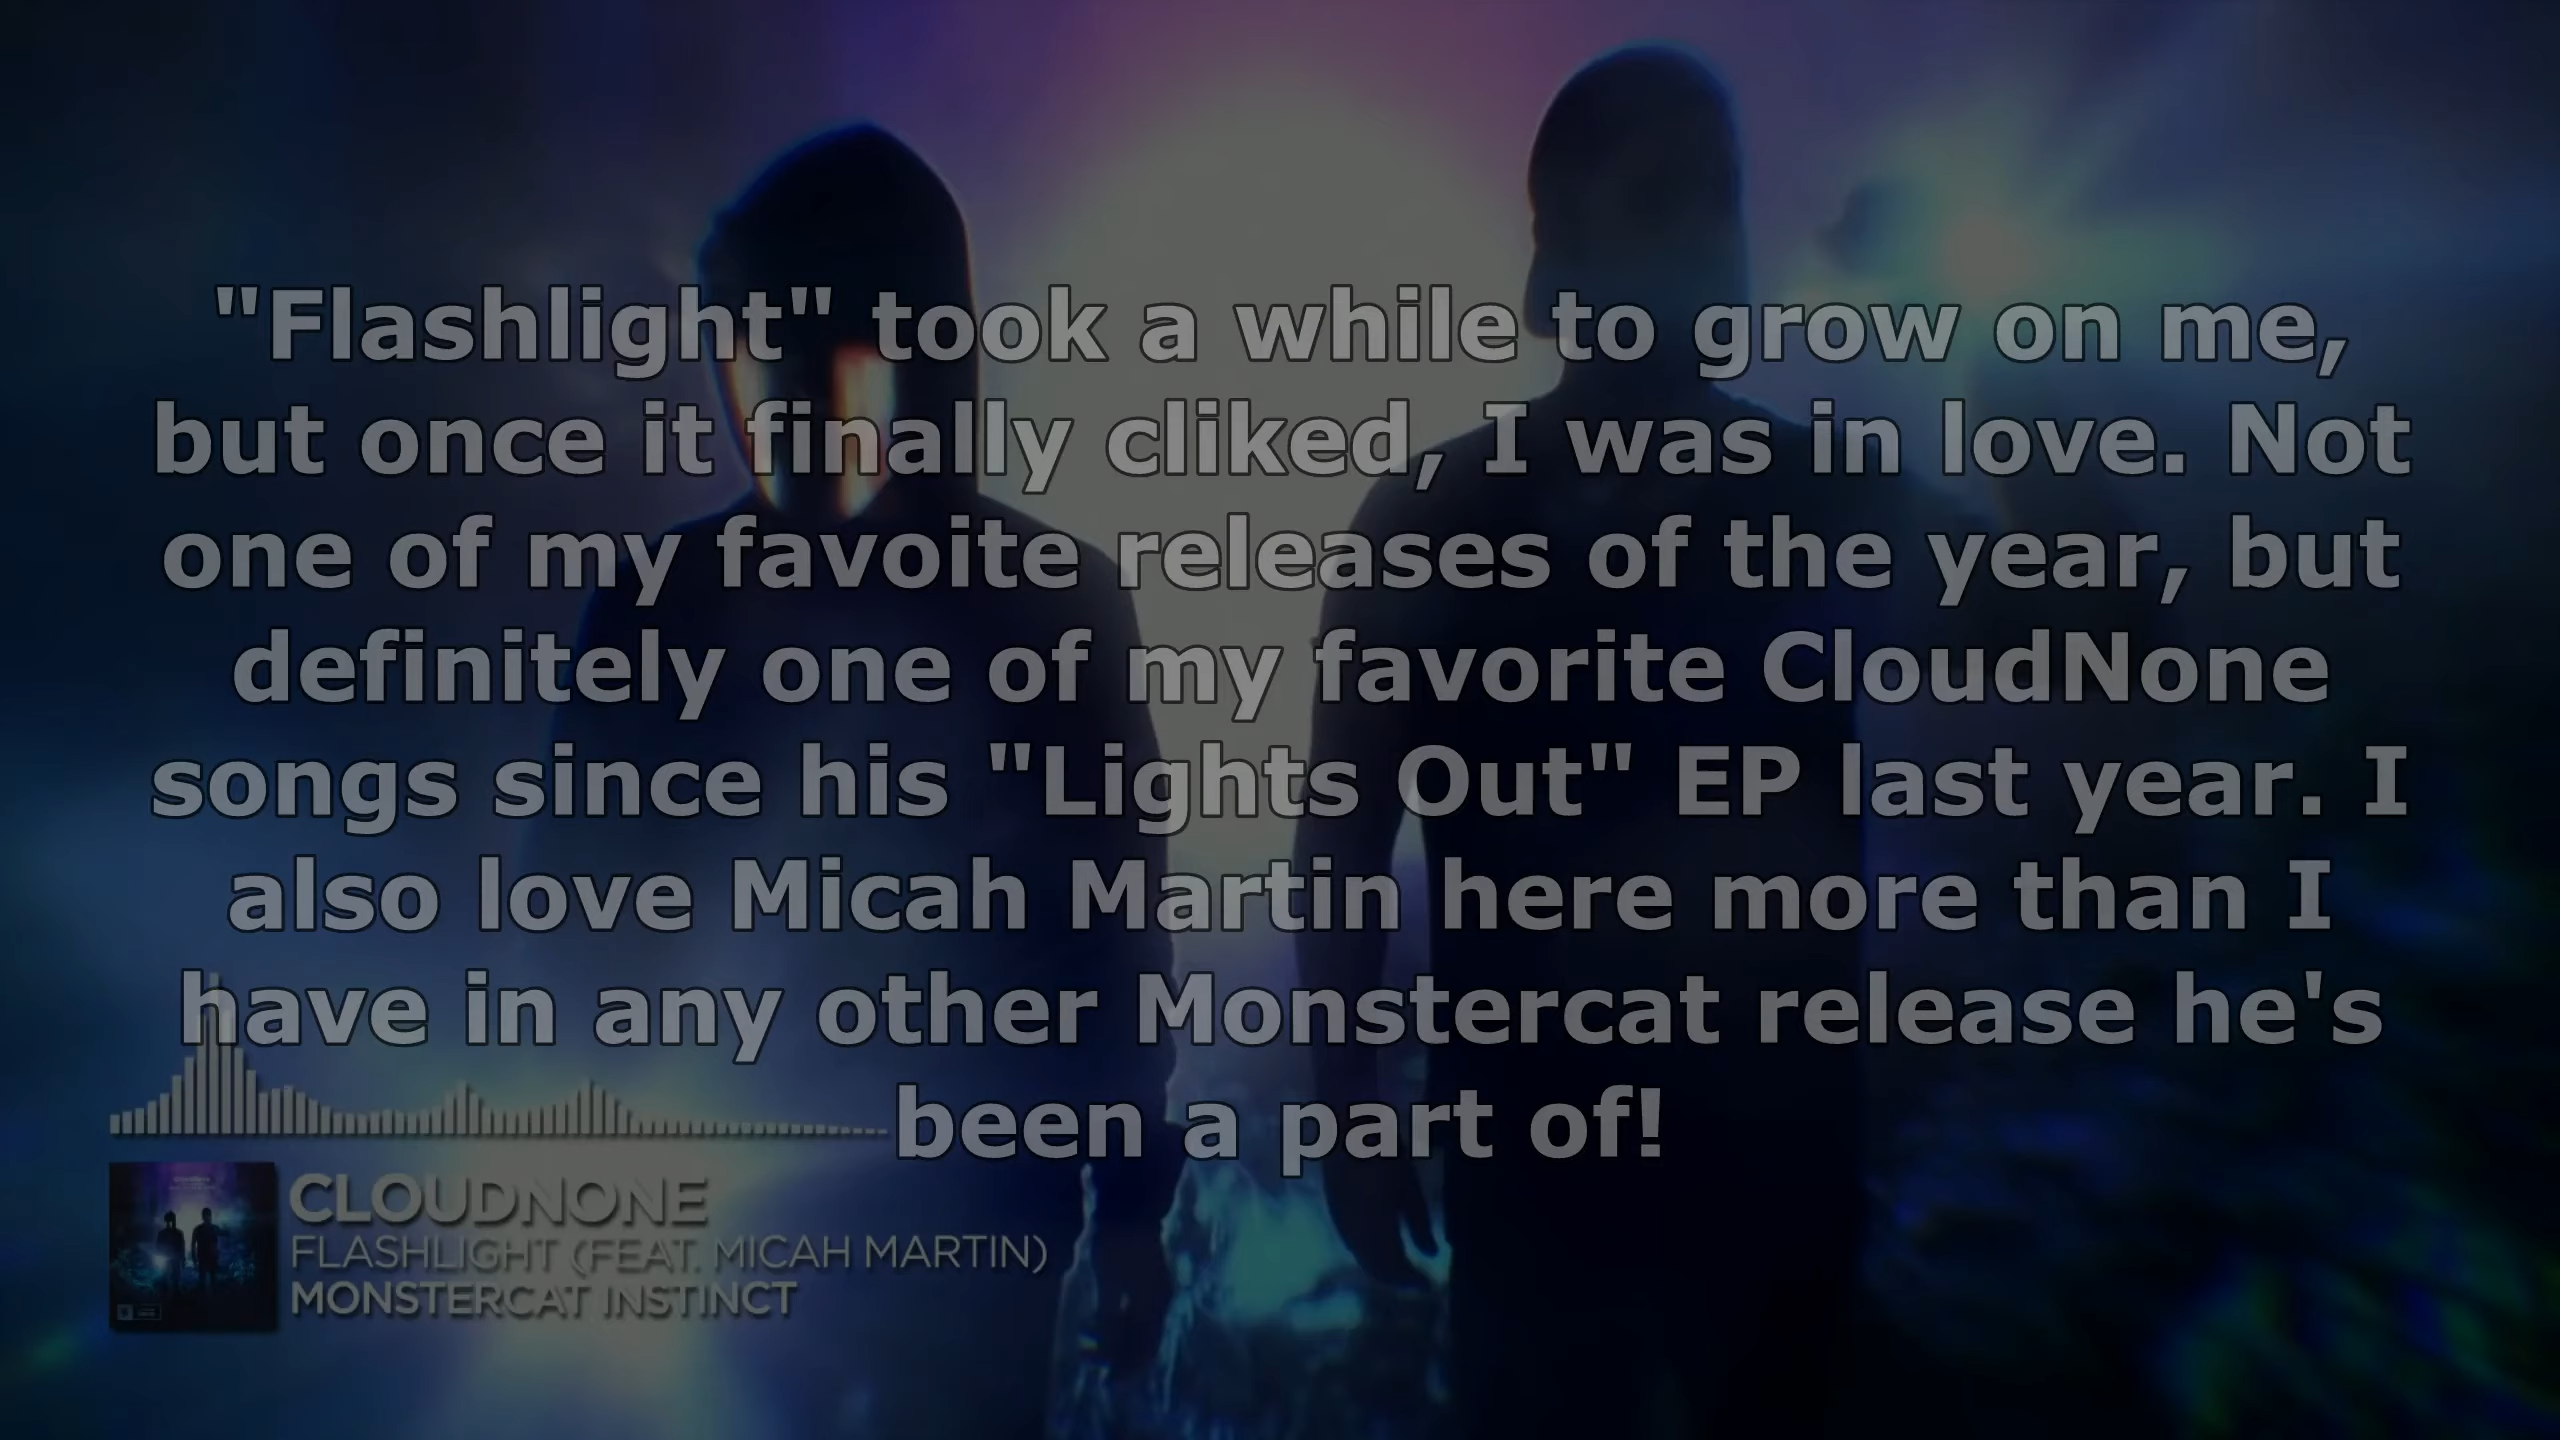 "Flashlight" took a while to grow on me,
but once it finally cliked, I was in love. Not
one of my favoite releases of the year, but
definitely one of my favorite CloudNone
songs since his "Lights Out" EP last year. I
also love Micah Martin here more than I
have in any other Monstercat release he's
been a part of!
CLOUDNONE
FLASHLIGHT (FEAT. MICAH MARTIN)
MONSTERCAT INSTINCT